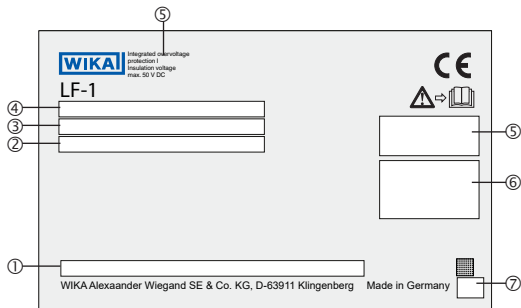 ⑤
WIKA
Integrated overvoltage
protection I
Insulation voltage
max. 50 V DC
CE
LF-1
④
③
②
⑤
⑥
①
WIKA Alexaander Wiegand SE & Co. KG, D-63911 Klingenberg Made in Germany
⑦